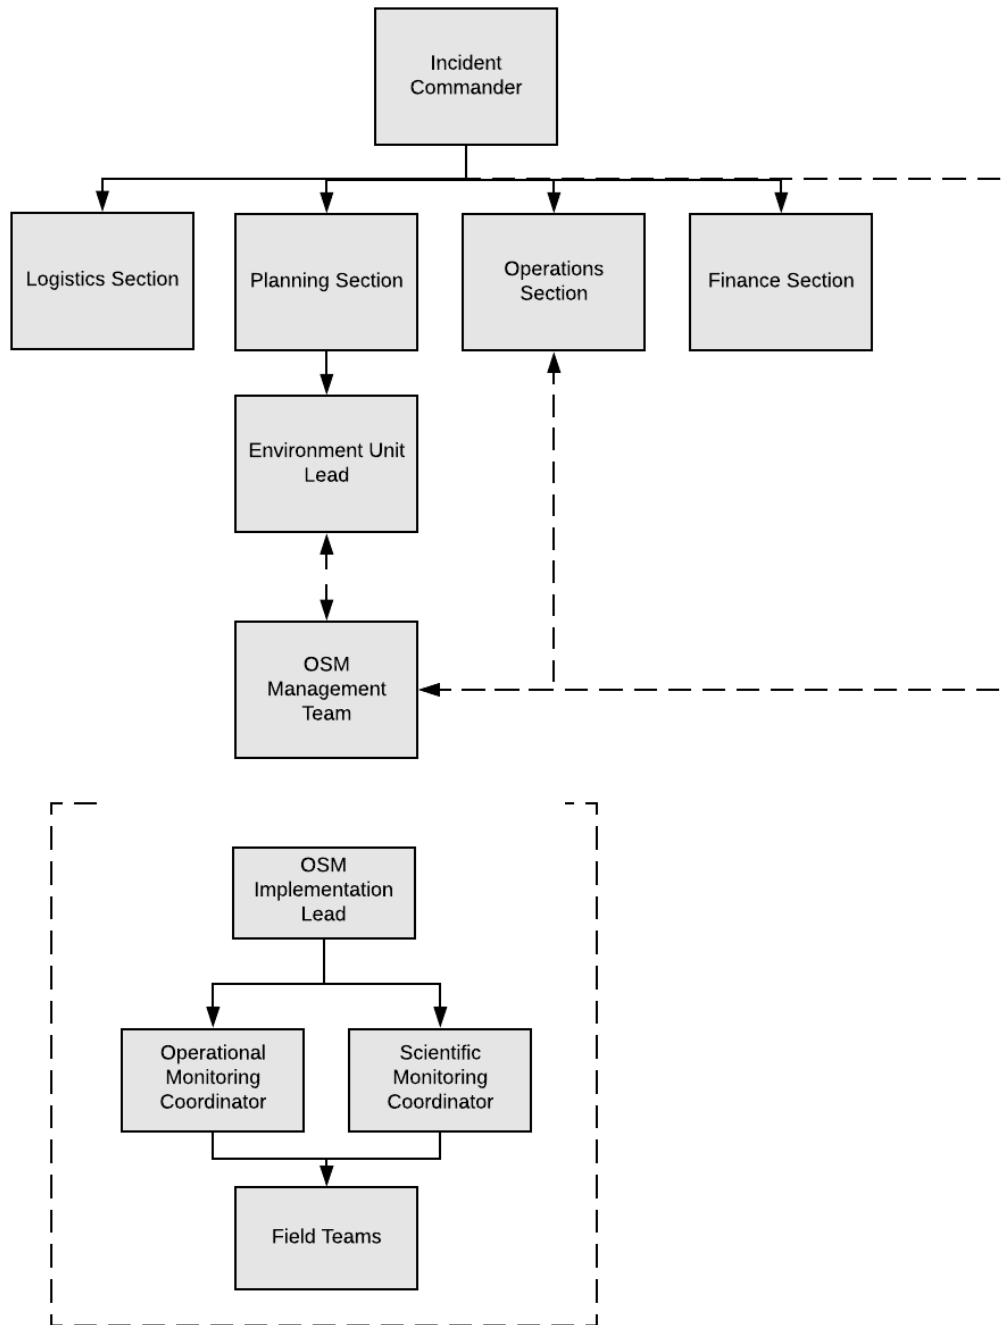 Incident
Commander
Logistics Section
Planning Section
Operations
Section
Finance Section
Environment Unit
Lead
OSM
Management
Team
OSM
Implementation
Lead
Operational
Monitoring
Coordinator
Scientific
Monitoring
Coordinator
Field Teams